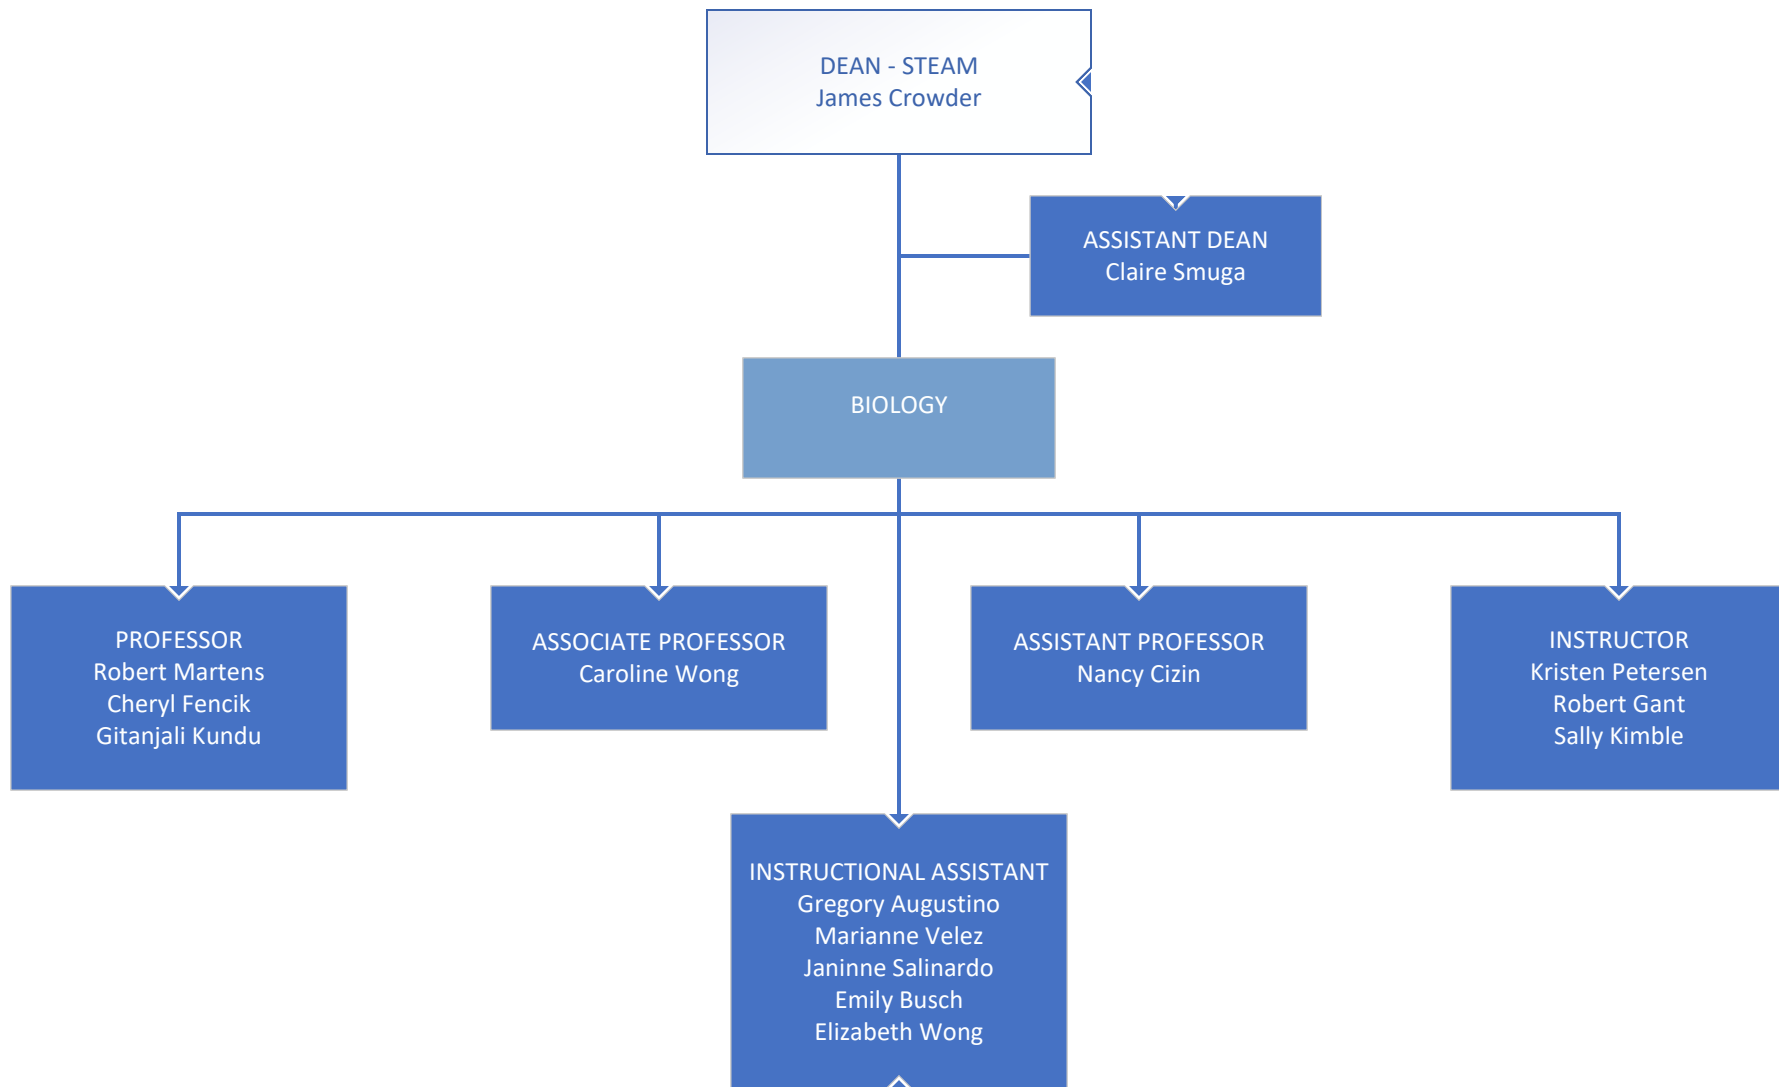 DEAN - STEAM
James Crowder
ASSISTANT DEAN
Claire Smuga
BIOLOGY
PROFESSOR
Robert Martens
Cheryl Fencik
Gitanjali Kundu
ASSOCIATE PROFESSOR
Caroline Wong
ASSISTANT PROFESSOR
Nancy Cizin
INSTRUCTOR
Kristen Petersen
Robert Gant
Sally Kimble
INSTRUCTIONAL ASSISTANT
Gregory Augustino
Marianne Velez
Janinne Salinardo
Emily Busch
Elizabeth Wong